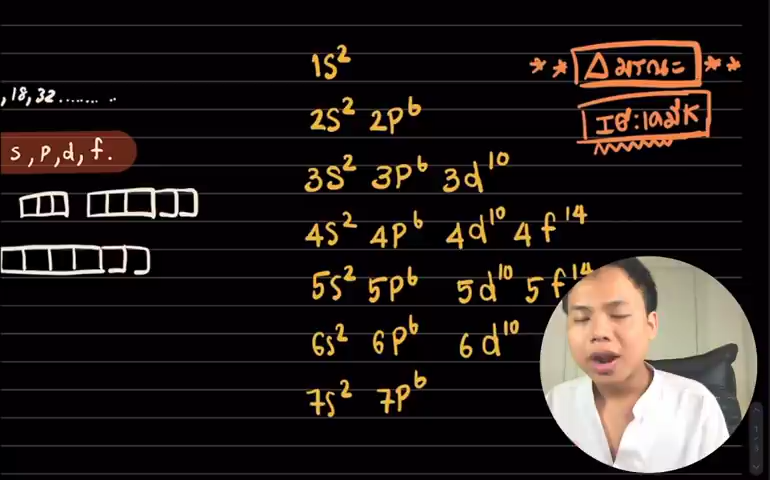 ,18,32..........
s, p, d, f.
1s²
2s² 2p⁶
3s² 3p⁶ 3d¹⁰
4s² 4p⁶ 4d¹⁰ 4f¹⁴
5s² 5p⁶ 5d¹⁰ 5f¹⁴
6s² 6p⁶ 6d¹⁰
7s² 7p⁶
** Δ **